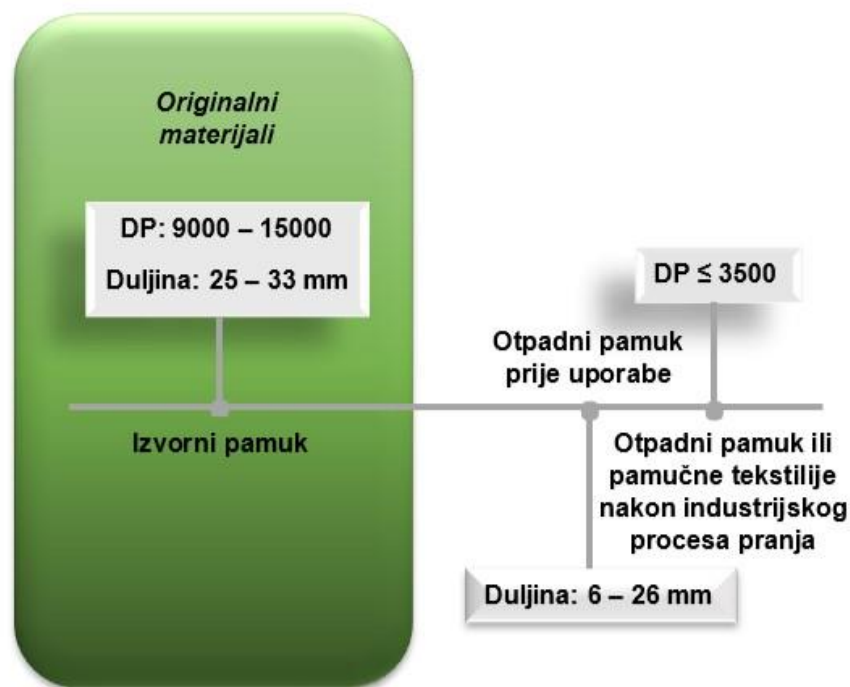 Originalni
materijali
DP: 9000 – 15000
Duljina: 25 – 33 mm
Izvorni pamuk
Otpadni pamuk
prije uporabe
Duljina: 6 – 26 mm
DP ≤ 3500
Otpadni pamuk ili
pamučne tekstilije
nakon industrijskog
procesa pranja